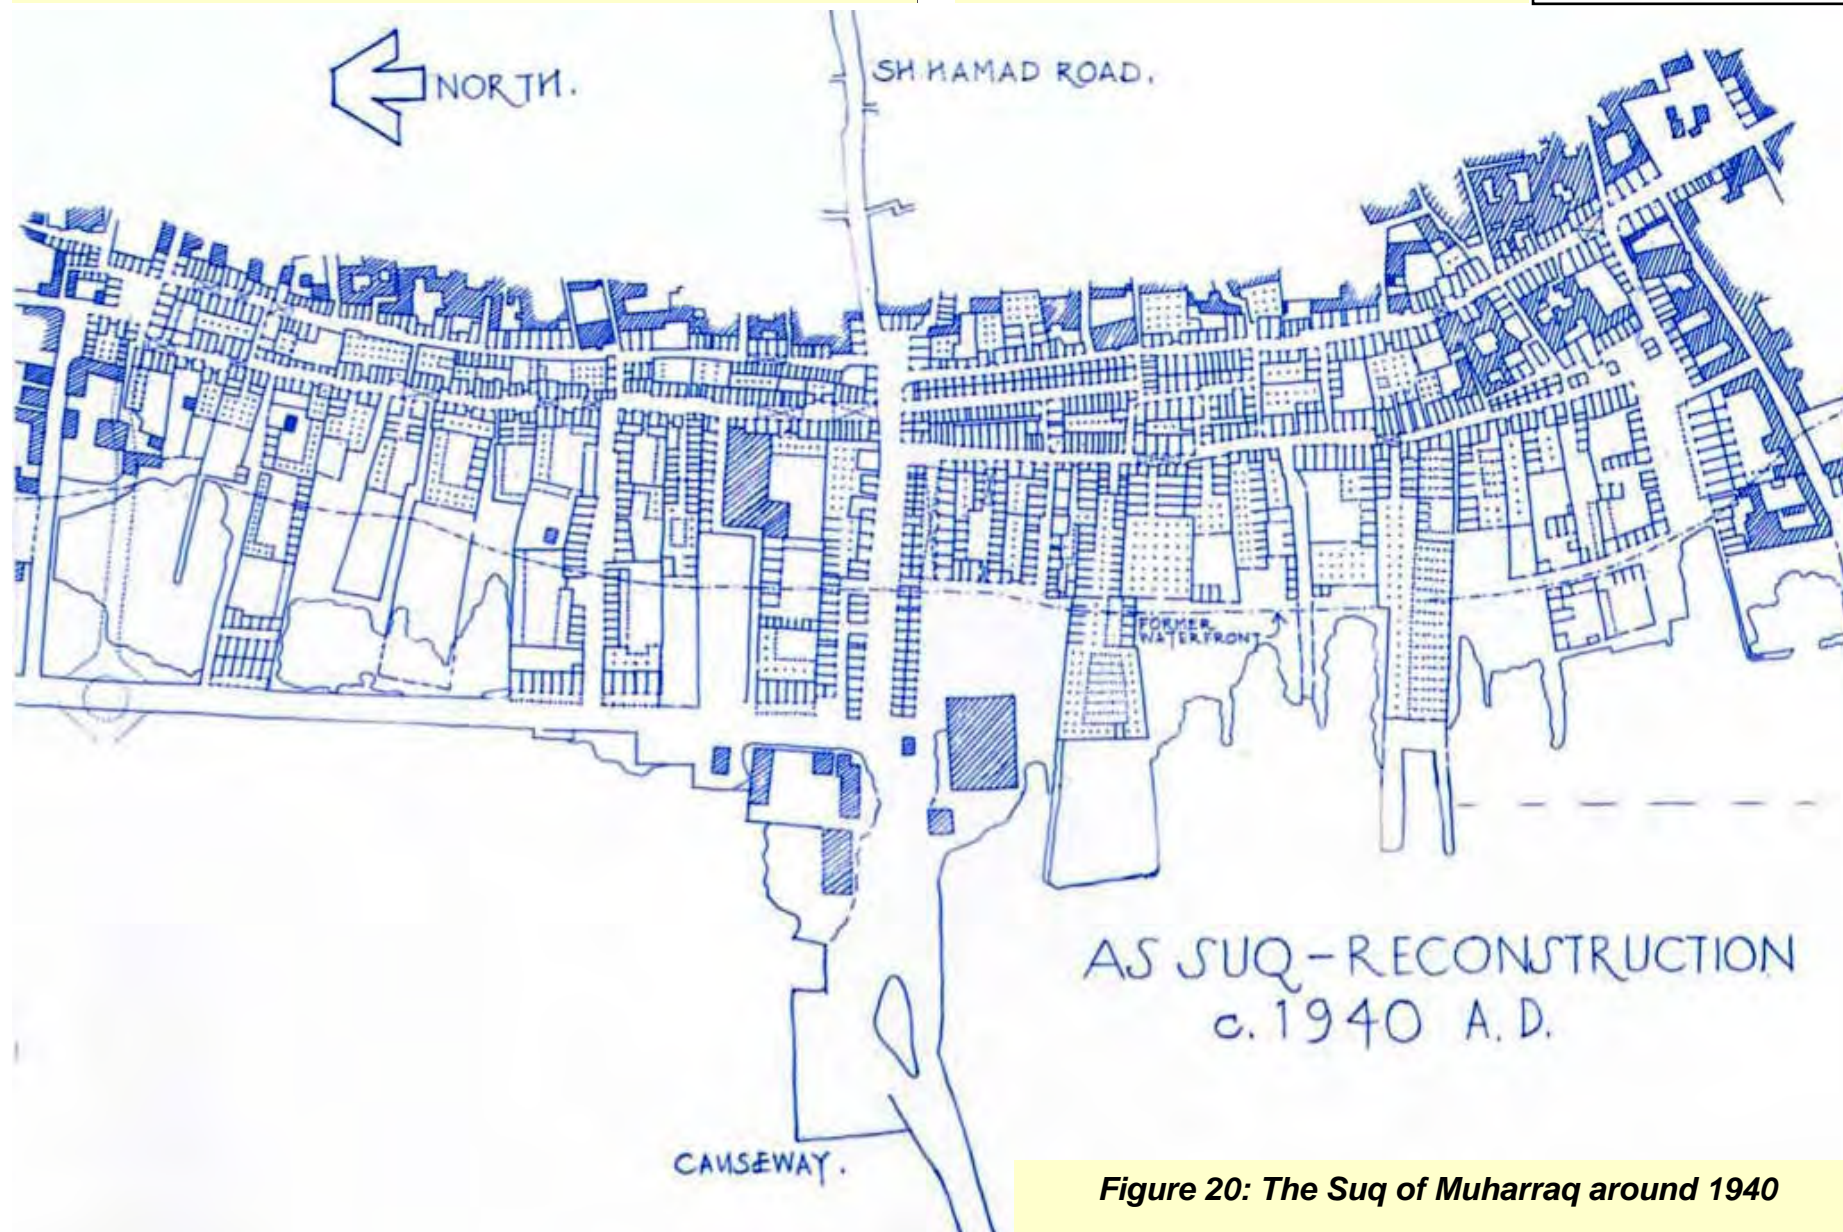 NORTH.
SH HAMAD ROAD.
FORMER
WATERFRONT
AS SUQ - RECONSTRUCTION
c. 1940 A.D.
CAUSEWAY.
Figure 20: The Suq of Muharraq around 1940